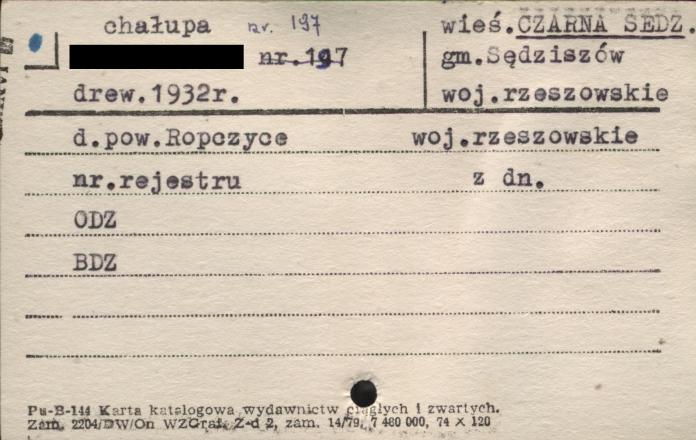 chałupa nr. 197 wieś.CZARNA SEDZ.
nr.197 gm.Sędziszów
drew.1932r. woj.rzeszowskie
d.pow.Ropczyce woj.rzeszowskie
nr.rejestru z dn.
ODZ
BDZ
Pu-B-144 Karta katalogowa wydawnictw ciągłych i zwartych.
Zam. 2204/DW/On WZGraf. Z-d 2, zam. 14/79, 7 480 000, 74 × 120